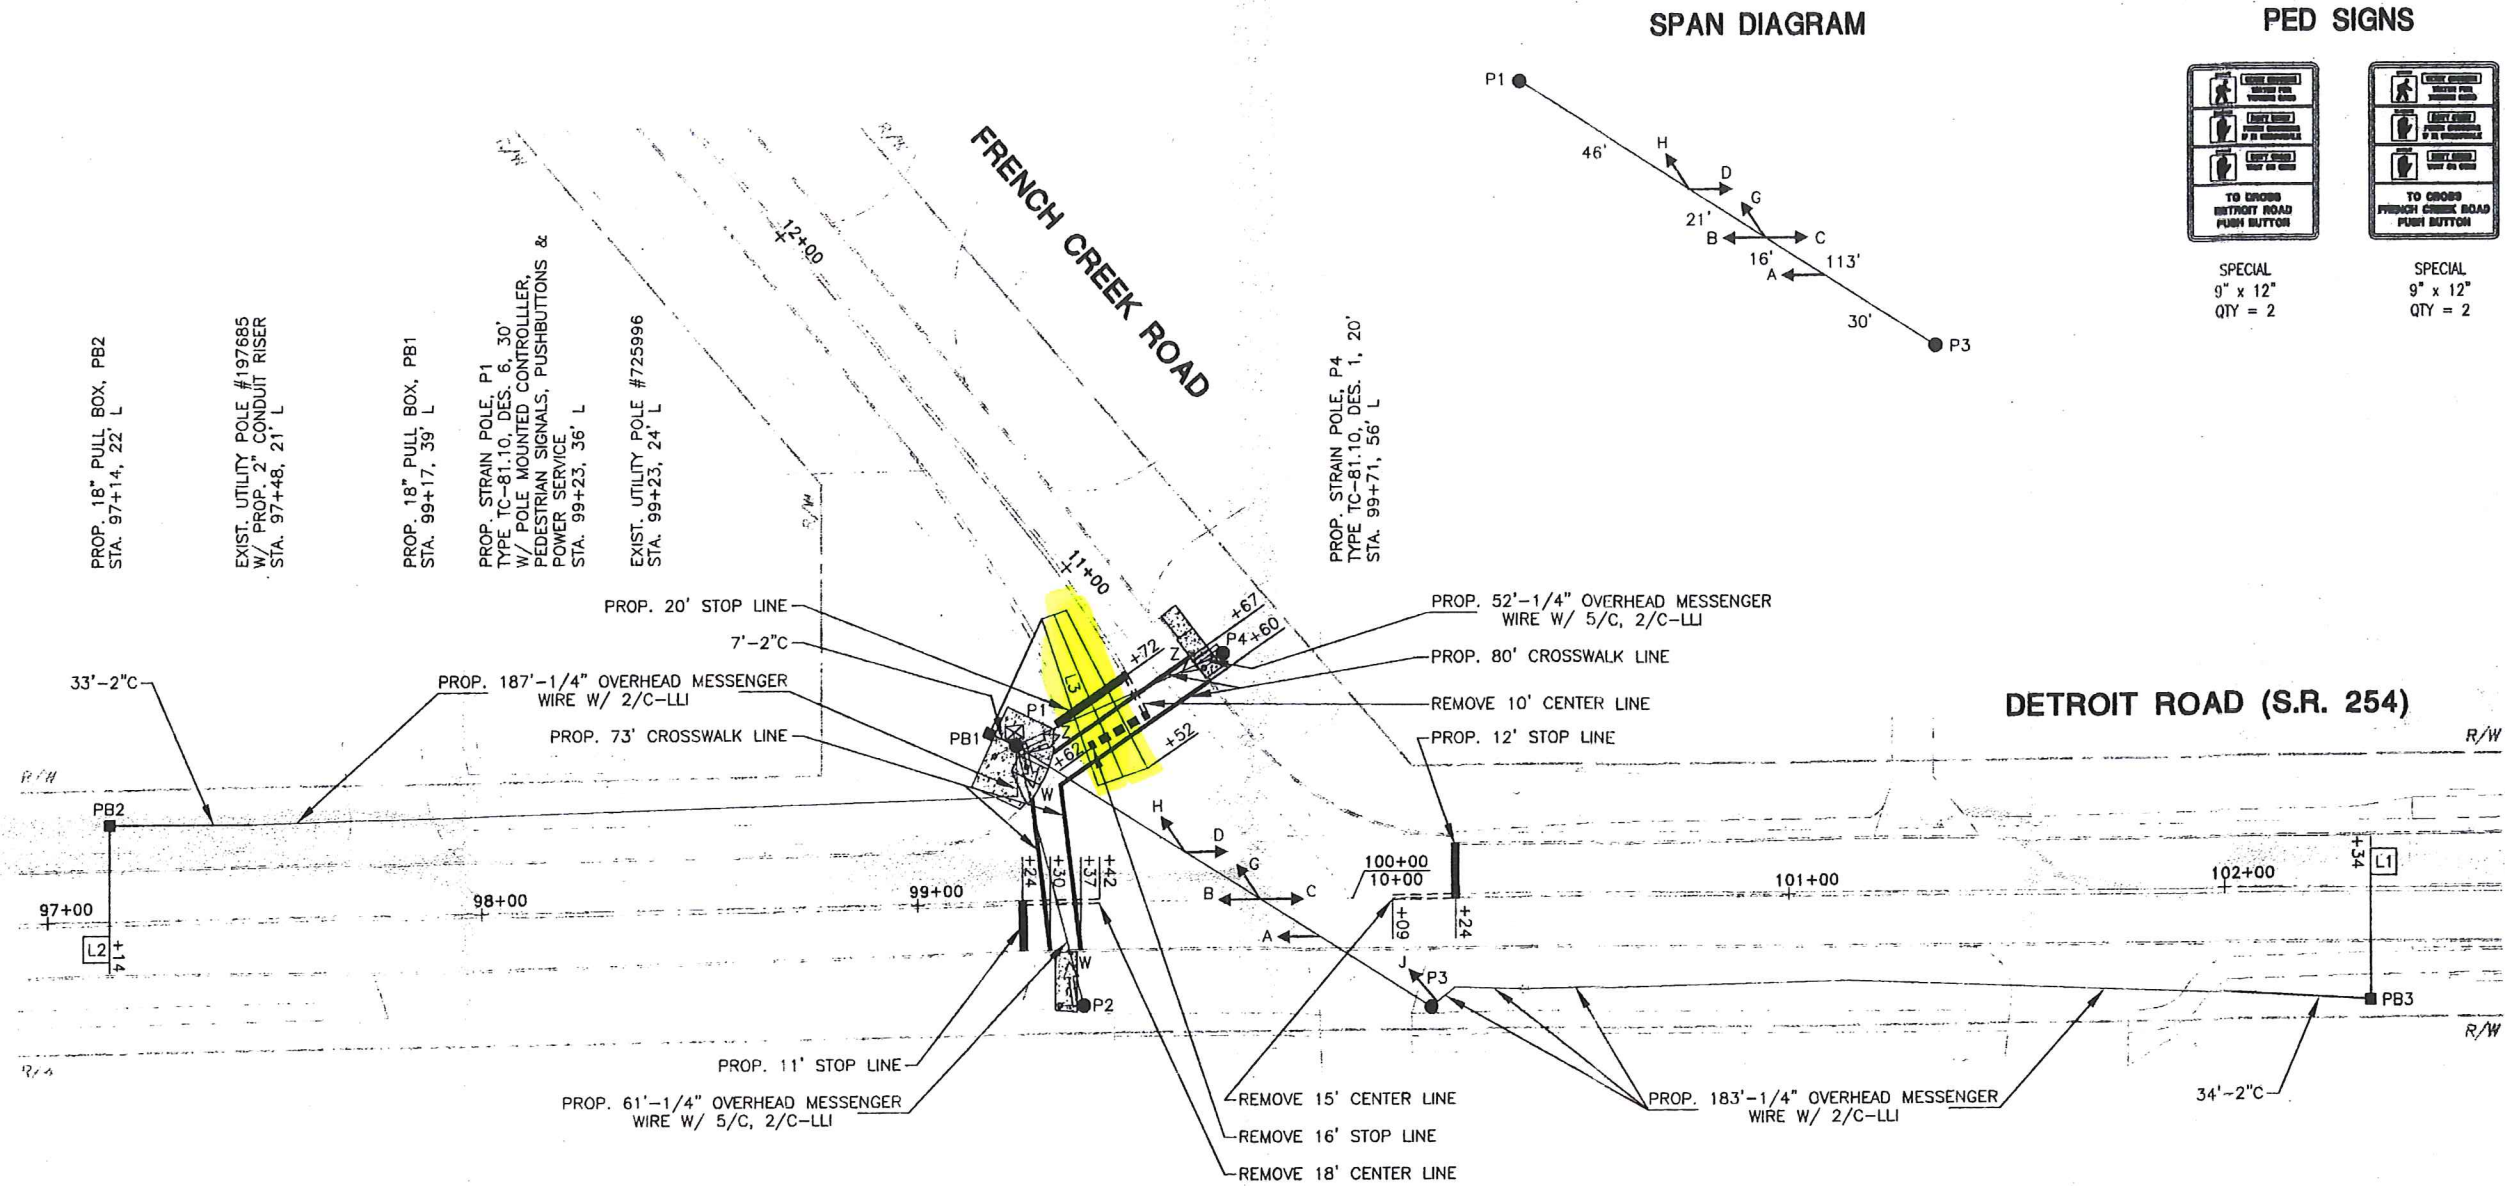 SPAN DIAGRAM
P1
46'
H
D
21'
G
B
C
16'
113'
A
30'
P3
PED SIGNS
TO CROSS
DETROIT ROAD
PUSH BUTTON
SPECIAL
9" x 12"
QTY = 2
TO CROSS
FRENCH CREEK ROAD
PUSH BUTTON
SPECIAL
9" x 12"
QTY = 2
PROP. 18" PULL BOX, PB2
STA. 97+14, 22' L
EXIST. UTILITY POLE #197685
W/ PROP. 2" CONDUIT RISER
STA. 97+48, 21' L
PROP. 18" PULL BOX, PB1
STA. 99+17, 39' L
PROP. STRAIN POLE, P1
TYPE TC-81.10, DES. 6, 30'
W/ POLE MOUNTED CONTROLLER,
PEDESTRIAN SIGNALS, PUSHBUTTONS &
POWER SERVICE
STA. 99+23, 36' L
EXIST. UTILITY POLE #725996
STA. 99+23, 24' L
PROP. STRAIN POLE, P4
TYPE TC-81.10, DES. 1, 20'
STA. 99+71, 56' L
R/W
R/W
FRENCH CREEK ROAD
12+00
R/W
11+00
PROP. 20' STOP LINE
7'-2"C
33'-2"C
PROP. 187'-1/4" OVERHEAD MESSENGER
WIRE W/ 2/C-LLI
PROP. 73' CROSSWALK LINE
PROP. 52'-1/4" OVERHEAD MESSENGER
WIRE W/ 5/C, 2/C-LLI
PROP. 80' CROSSWALK LINE
REMOVE 10' CENTER LINE
PROP. 12' STOP LINE
DETROIT ROAD (S.R. 254)
R/W
R/W
+67
P4
+60
+72
Z
L3
P1
PB1
Z
+62
+52
W
PB2
H
D
G
B
C
A
J
P3
+24
+30
+37
+42
97+00
98+00
99+00
100+00
10+00
101+00
102+00
L2
+14
+09
+24
+34
L1
W
P2
PB3
R/W
PROP. 11' STOP LINE
PROP. 61'-1/4" OVERHEAD MESSENGER
WIRE W/ 5/C, 2/C-LLI
REMOVE 15' CENTER LINE
REMOVE 16' STOP LINE
REMOVE 18' CENTER LINE
PROP. 183'-1/4" OVERHEAD MESSENGER
WIRE W/ 2/C-LLI
34'-2"C